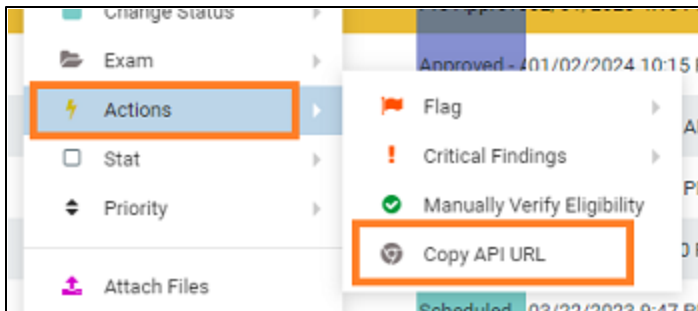 Change Status
Exam
Approved - 01/02/2024 10:15
Actions
Flag
Stat
Critical Findings
Priority
Manually Verify Eligibility
Copy API URL
Attach Files
Scheduled 03/22/2023 9:47 P